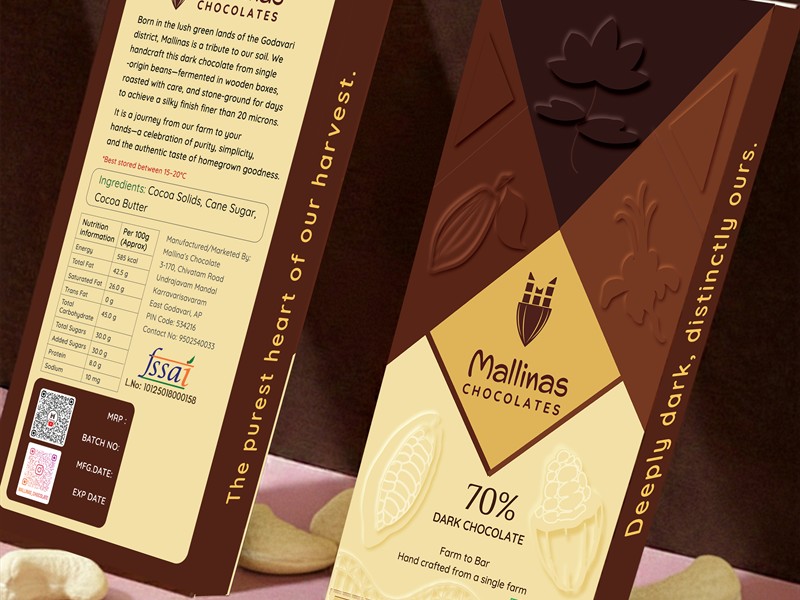 CHOCOLATES
Born in the lush green lands of the Godavari
district, Mallinas is a tribute to our soil. We
handcraft this dark chocolate from single
-origin beans—fermented in wooden boxes,
roasted with care, and stone-ground for days
to achieve a silky finish finer than 20 microns.
It is a journey from our farm to your
hands—a celebration of purity, simplicity,
and the authentic taste of homegrown goodness.
*Best stored between 15-20°C
Ingredients: Cocoa Solids, Cane Sugar,
Cocoa Butter
Nutrition information Per 100g (Approx)
Energy 585 kcal
Total Fat 42.5 g
Saturated Fat 26.0 g
Trans Fat 0 g
Total Carbohydrate 45.0 g
Total Sugars 30.0 g
Added Sugars 30.0 g
Protein 8.0 g
Sodium 10 mg
Manufactured/Marketed By:
Mallina's Chocolate
3-170, Chivatam Road
Undrajavam Mandal
Karravarisavaram
East Godavari, AP
PIN Code: 534216
Contact No: 9502540033
fssai
L.No: 10125018000158
MRP :
BATCH NO:
MFG.DATE:
EXP DATE
The purest heart of our harvest.
Mallinas
CHOCOLATES
70%
DARK CHOCOLATE
Farm to Bar
Hand crafted from a single farm
Deeply dark, distinctly ours.